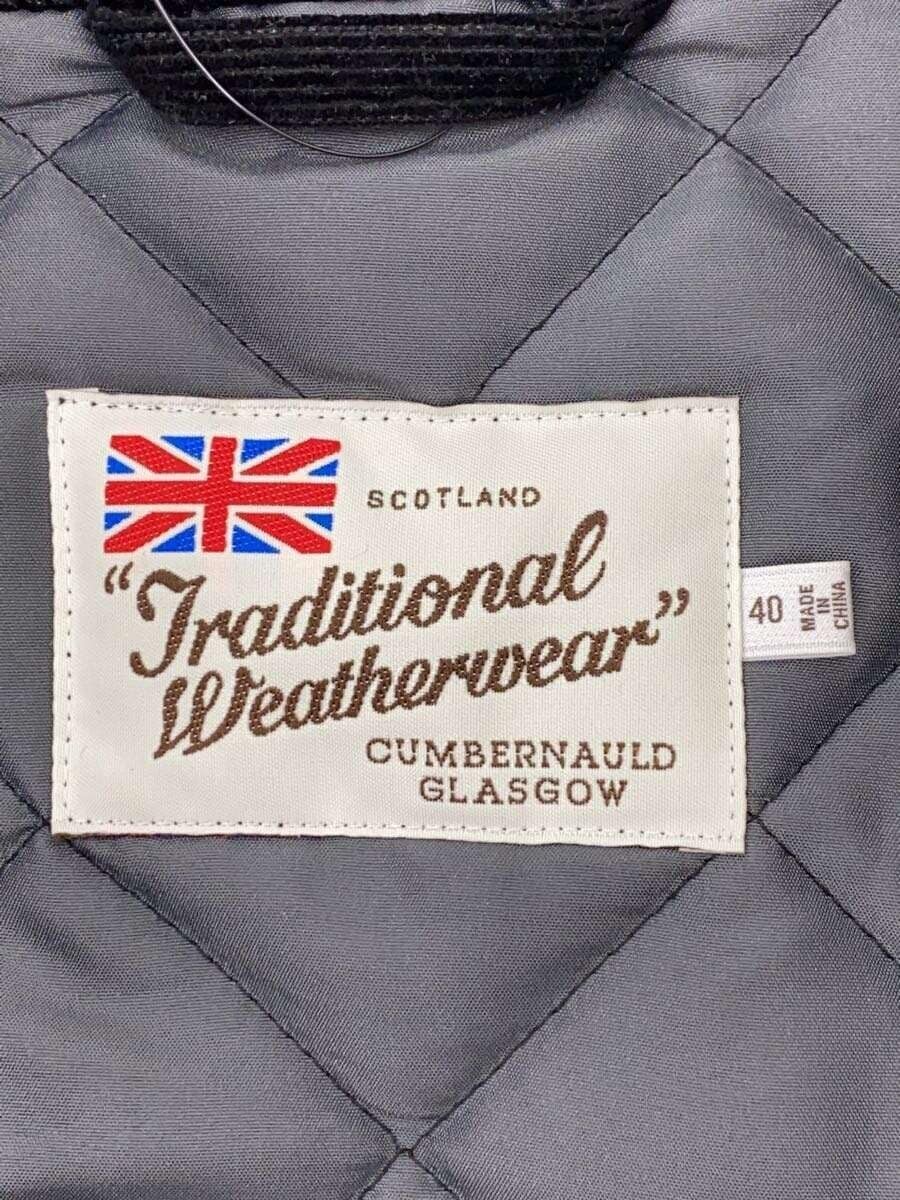 SCOTLAND
"Traditional
Weatherwear"
CUMBERNAULD
GLASGOW
40
MADE
IN
CHINA